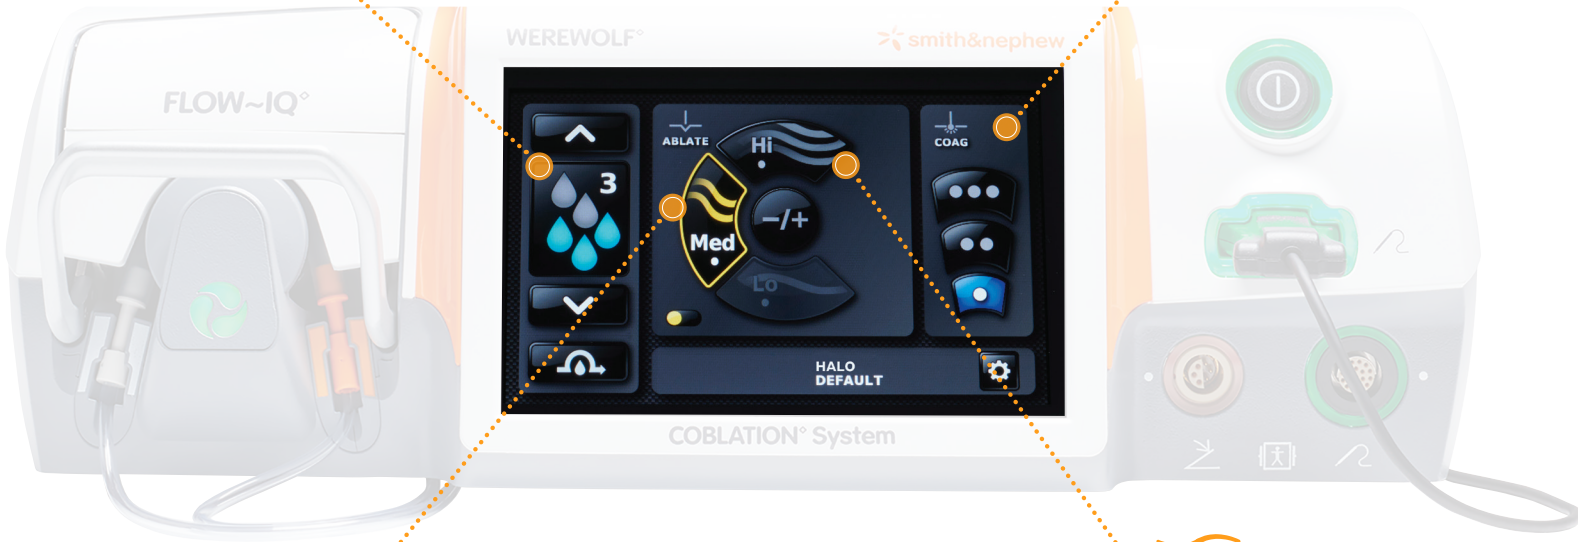 WEREWOLF◊
smith&nephew
FLOW~IQ◊
ABLATE
Hi
COAG
3
−/+
Med
Lo
HALO
DEFAULT
COBLATION◊ System